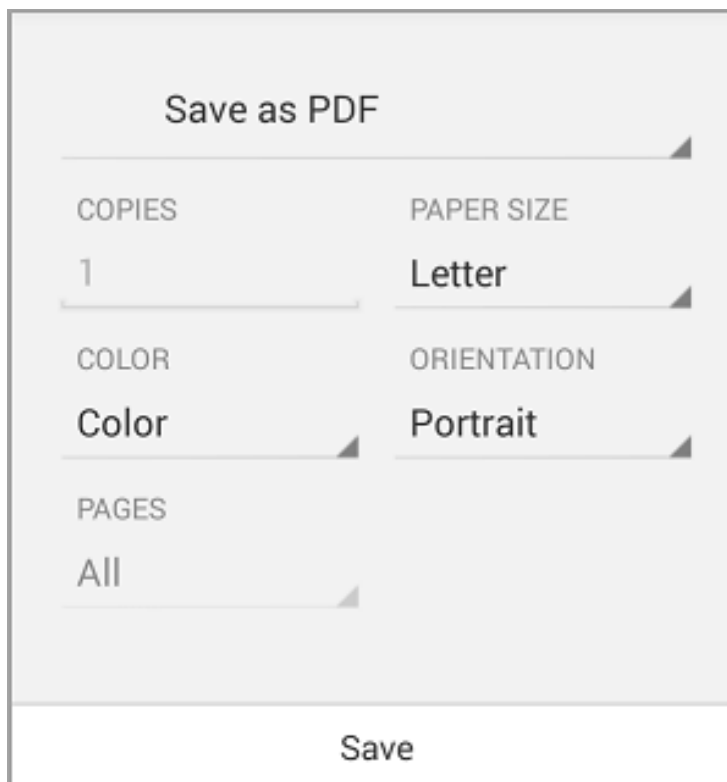 Save as PDF
COPIES
PAPER SIZE
1
Letter
COLOR
ORIENTATION
Color
Portrait
PAGES
All
Save